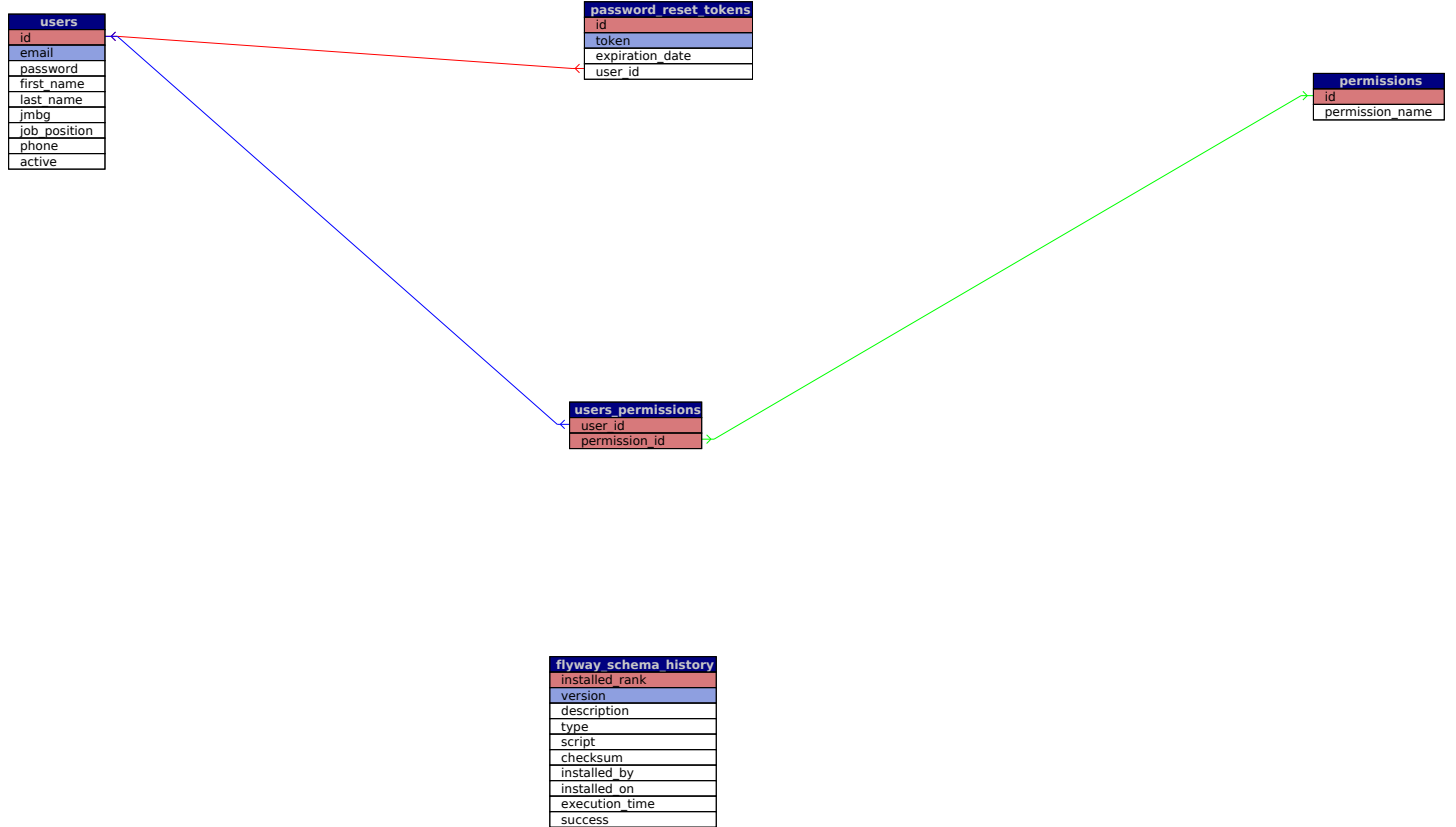 users
id
email
password
first_name
last_name
jmbg
job_position
phone
active
password_reset_tokens
id
token
expiration_date
user_id
permissions
id
permission_name
users_permissions
user_id
permission_id
flyway_schema_history
installed_rank
version
description
type
script
checksum
installed_by
installed_on
execution_time
success